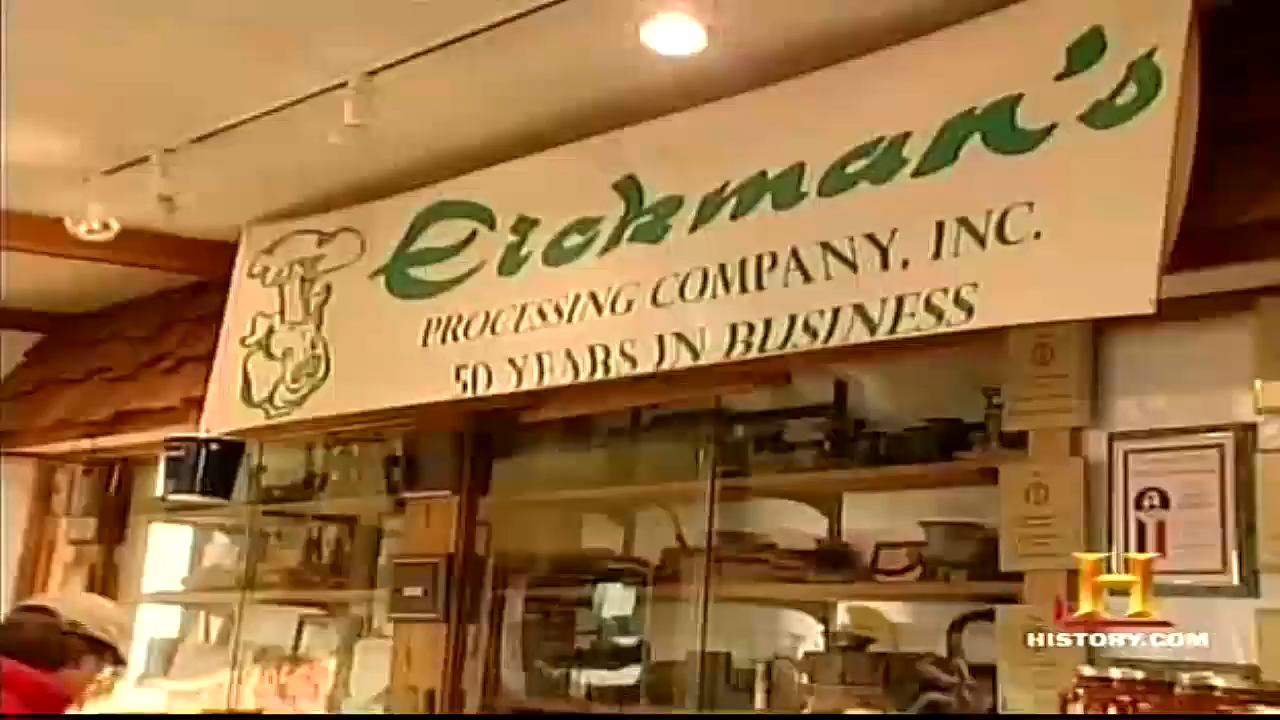 Eickman's
PROCESSING COMPANY, INC.
50 YEARS IN BUSINESS
H
HISTORY.COM